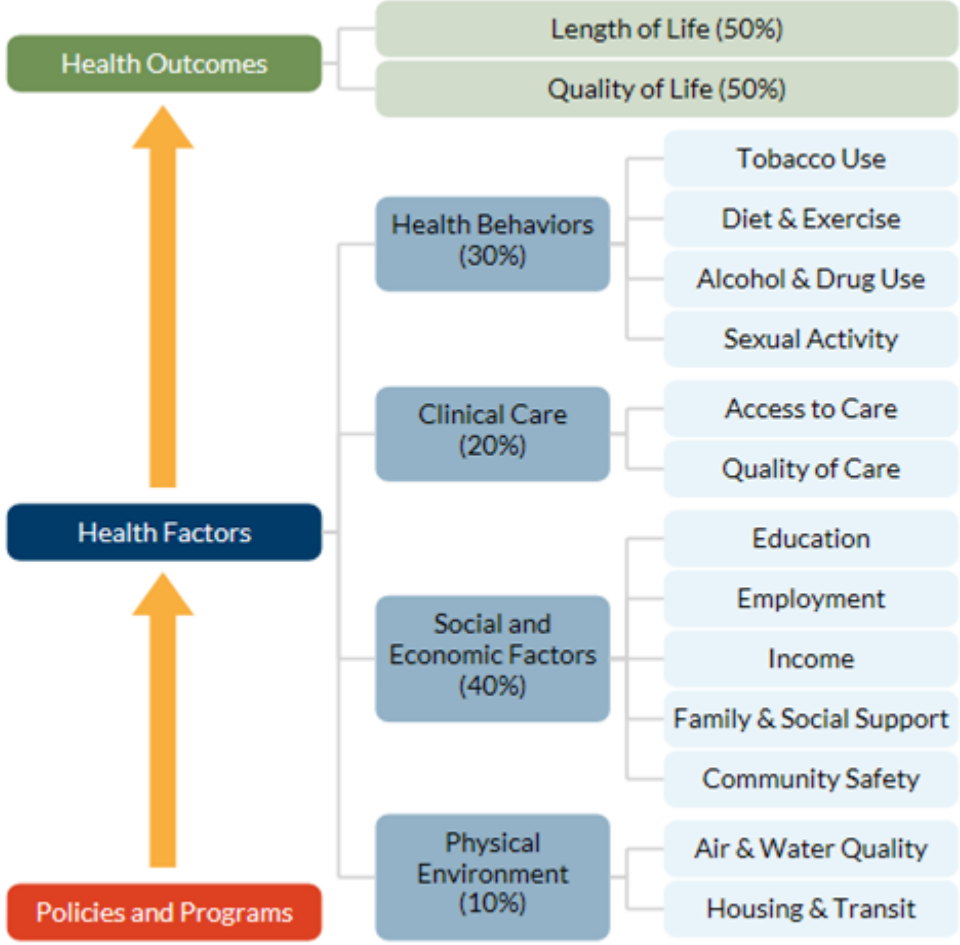 Health Outcomes
Length of Life (50%)
Quality of Life (50%)
Health Factors
Health Behaviors
(30%)
Tobacco Use
Diet & Exercise
Alcohol & Drug Use
Sexual Activity
Clinical Care
(20%)
Access to Care
Quality of Care
Social and
Economic Factors
(40%)
Education
Employment
Income
Family & Social Support
Community Safety
Physical
Environment
(10%)
Air & Water Quality
Housing & Transit
Policies and Programs